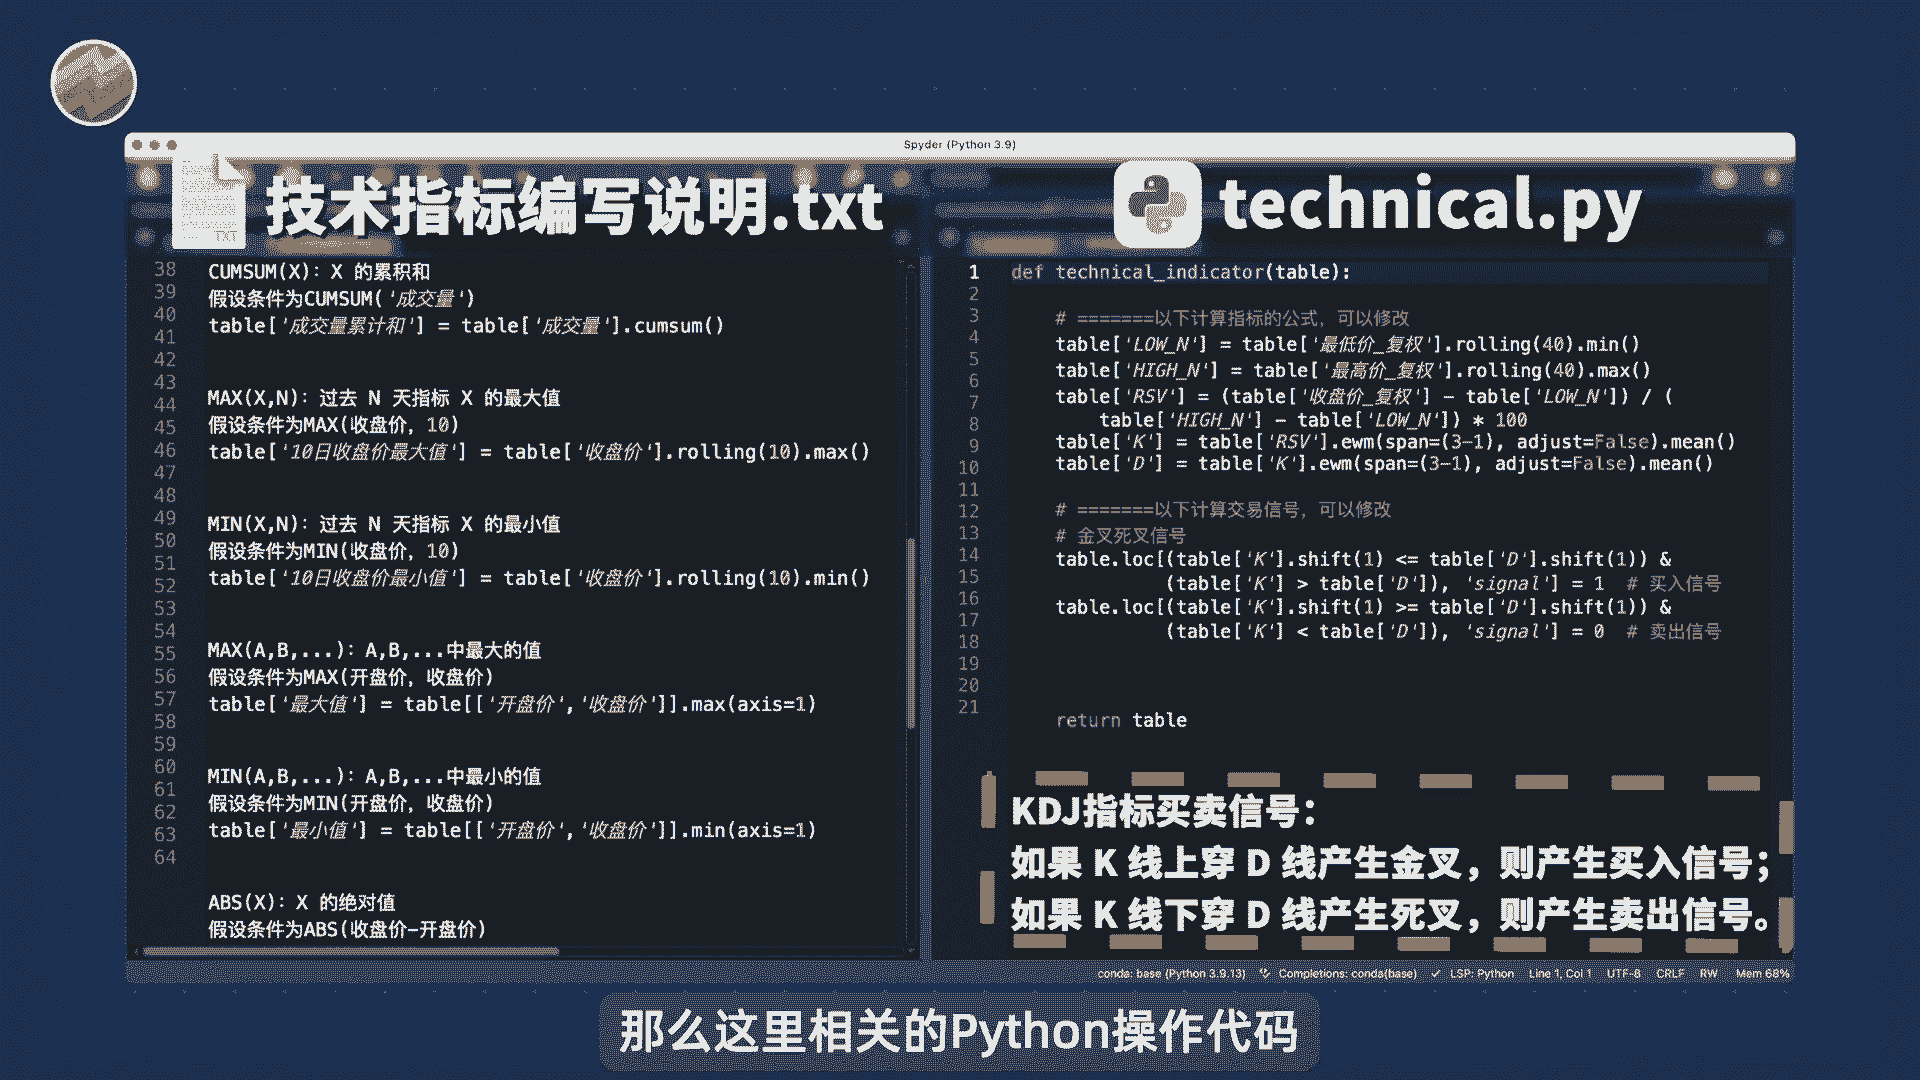 Spyder (Python 3.9)
TXT
技术指标编写说明.txt
38
39
40
41
42
43
44
45
46
47
48
49
50
51
52
53
54
55
56
57
58
59
60
61
62
63
64
CUMSUM(X): X 的累积和
假设条件为CUMSUM('成交量')
table['成交量累计和'] = table['成交量'].cumsum()
MAX(X,N): 过去 N 天指标 X 的最大值
假设条件为MAX(收盘价, 10)
table['10日收盘价最大值'] = table['收盘价'].rolling(10).max()
MIN(X,N): 过去 N 天指标 X 的最小值
假设条件为MIN(收盘价, 10)
table['10日收盘价最小值'] = table['收盘价'].rolling(10).min()
MAX(A,B,...): A,B,...中最大的值
假设条件为MAX(开盘价, 收盘价)
table['最大值'] = table[['开盘价','收盘价']].max(axis=1)
MIN(A,B,...): A,B,...中最小的值
假设条件为MIN(开盘价, 收盘价)
table['最小值'] = table[['开盘价','收盘价']].min(axis=1)
ABS(X): X 的绝对值
假设条件为ABS(收盘价-开盘价)
technical.py
1
2
3
4
5
6
7
8
9
10
11
12
13
14
15
16
17
18
19
20
21
def technical_indicator(table):
# =======以下计算指标的公式, 可以修改
table['LOW_N'] = table['最低价_复权'].rolling(40).min()
table['HIGH_N'] = table['最高价_复权'].rolling(40).max()
table['RSV'] = (table['收盘价_复权'] - table['LOW_N']) / (
table['HIGH_N'] - table['LOW_N']) * 100
table['K'] = table['RSV'].ewm(span=(3-1), adjust=False).mean()
table['D'] = table['K'].ewm(span=(3-1), adjust=False).mean()
# =======以下计算交易信号, 可以修改
# 金叉死叉信号
table.loc[(table['K'].shift(1) <= table['D'].shift(1)) &
(table['K'] > table['D']), 'signal'] = 1 # 买入信号
table.loc[(table['K'].shift(1) >= table['D'].shift(1)) &
(table['K'] < table['D']), 'signal'] = 0 # 卖出信号
return table
KDJ指标买卖信号：
如果 K 线上穿 D 线产生金叉，则产生买入信号；
如果 K 线下穿 D 线产生死叉，则产生卖出信号。
conda: base (Python 3.9.13) Completions: conda(base) ✓ LSP: Python Line 1, Col 1 UTF-8 CRLF RW Mem 68%
那么这里相关的Python操作代码